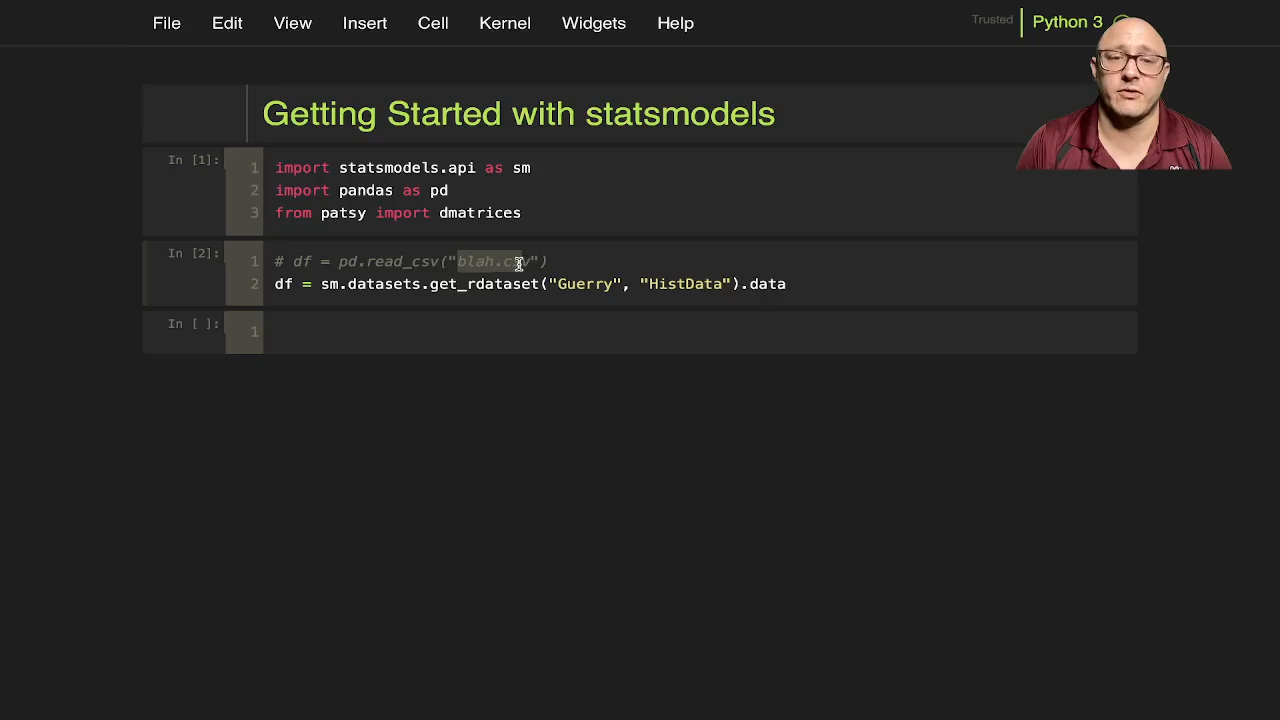 File Edit View Insert Cell Kernel Widgets Help Trusted Python 3
Getting Started with statsmodels
In [1]:
1 import statsmodels.api as sm
2 import pandas as pd
3 from patsy import dmatrices
In [2]:
1 # df = pd.read_csv("blah.csv")
2 df = sm.datasets.get_rdataset("Guerry", "HistData").data
In [ ]:
1